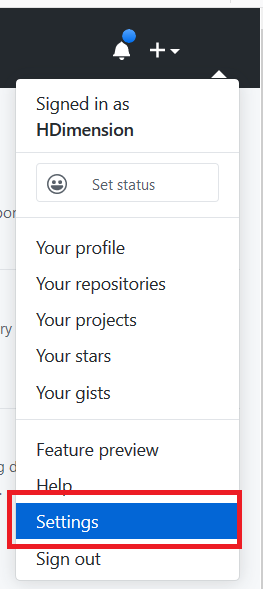 Signed in as
HDimension
Set status
Your profile
Your repositories
Your projects
Your stars
Your gists
Feature preview
Help
Settings
Sign out